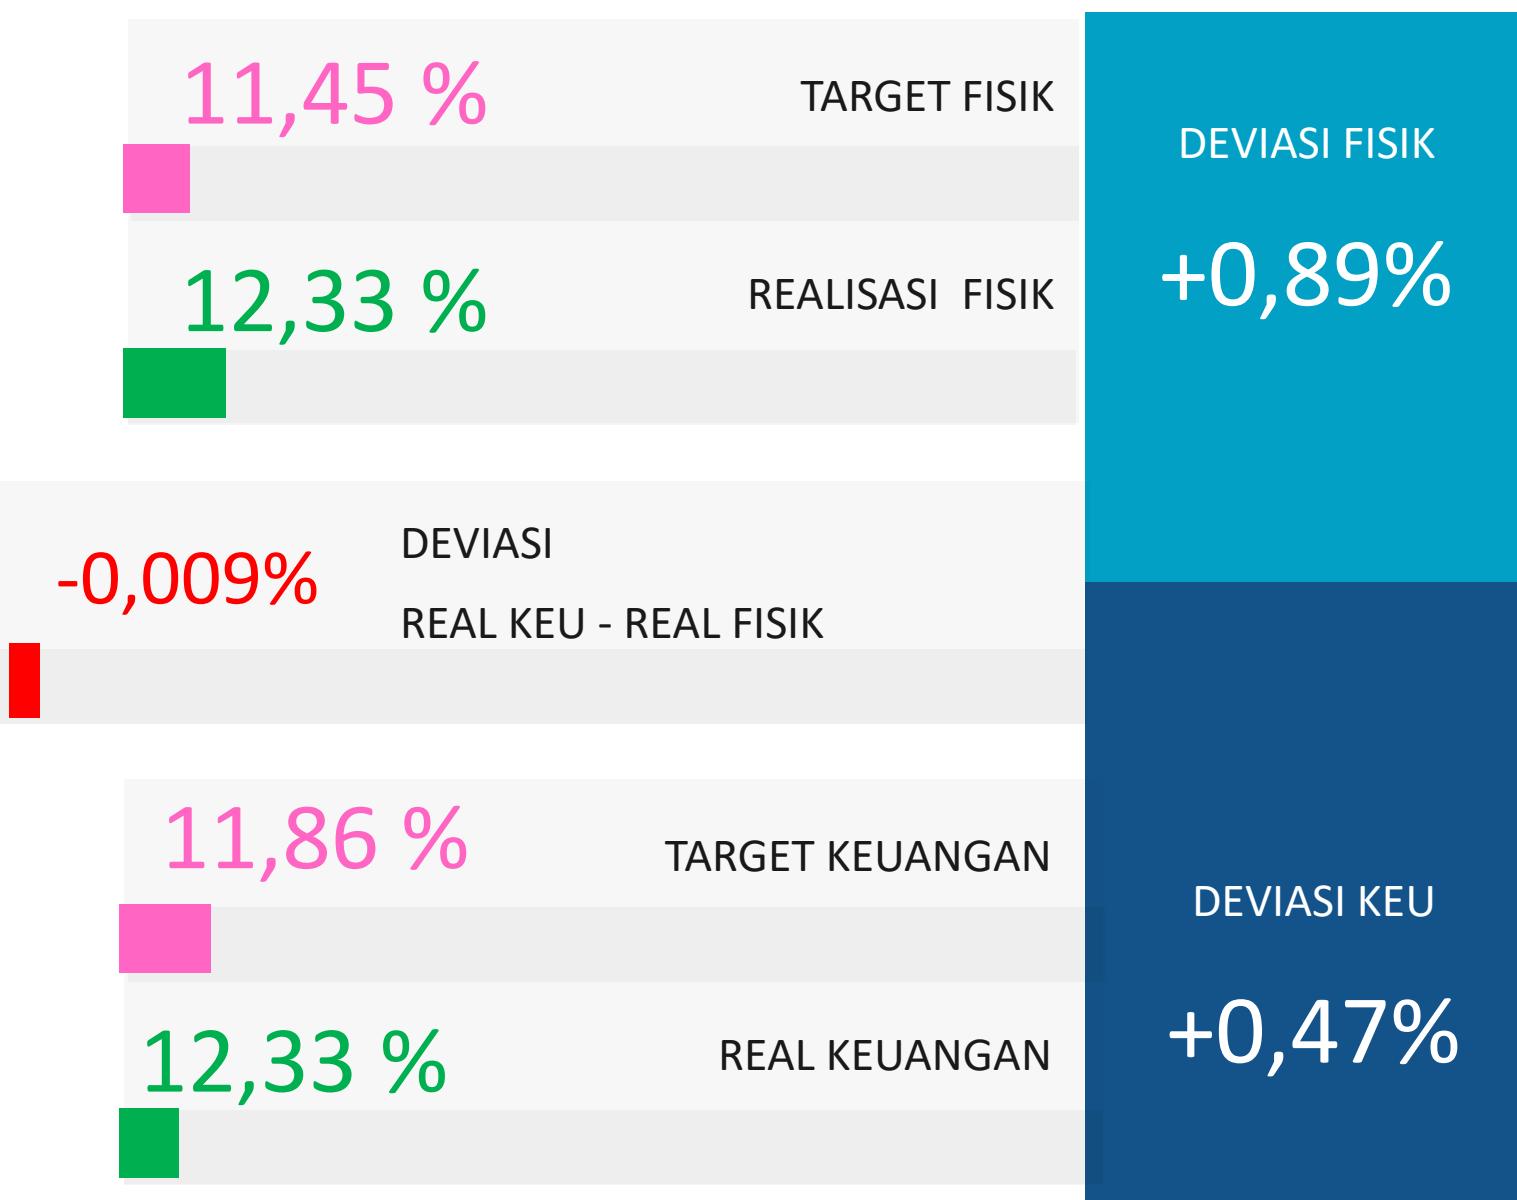 11,45 %
TARGET FISIK
12,33 %
REALISASI FISIK
DEVIASI FISIK
+0,89%
-0,009%
DEVIASI
REAL KEU - REAL FISIK
11,86 %
TARGET KEUANGAN
12,33 %
REAL KEUANGAN
DEVIASI KEU
+0,47%